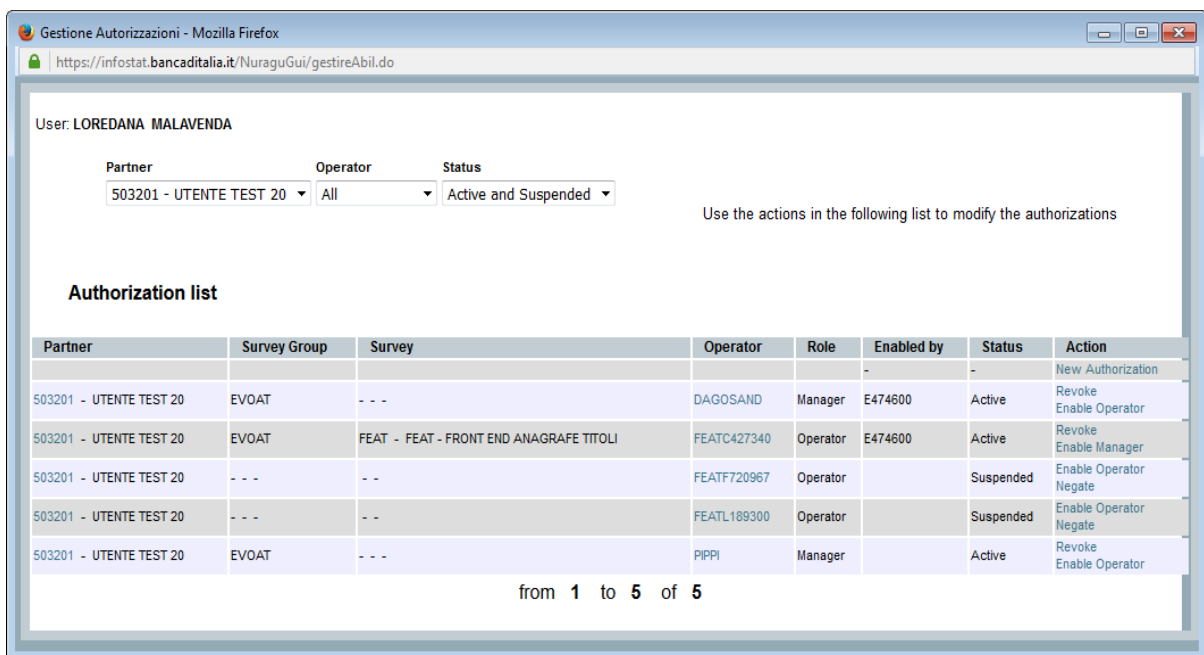 Gestione Autorizzazioni - Mozilla Firefox
https://infostat.bancaditalia.it/NuraguGui/gestireAbil.do
User: LOREDANA MALAVENDA
Partner Operator Status
503201 - UTENTE TEST 20 All Active and Suspended
Use the actions in the following list to modify the authorizations
Authorization list
Partner Survey Group Survey Operator Role Enabled by Status Action
- - New Authorization
503201 - UTENTE TEST 20 EVOAT - - - DAGOSAND Manager E474600 Active Revoke
Enable Operator
503201 - UTENTE TEST 20 EVOAT FEAT - FEAT - FRONT END ANAGRAFE TITOLI FEATC427340 Operator E474600 Active Revoke
Enable Manager
503201 - UTENTE TEST 20 - - - - - FEATF720967 Operator Suspended Enable Operator
Negate
503201 - UTENTE TEST 20 - - - - - FEATL189300 Operator Suspended Enable Operator
Negate
503201 - UTENTE TEST 20 EVOAT - - - PIPPI Manager Active Revoke
Enable Operator
from 1 to 5 of 5